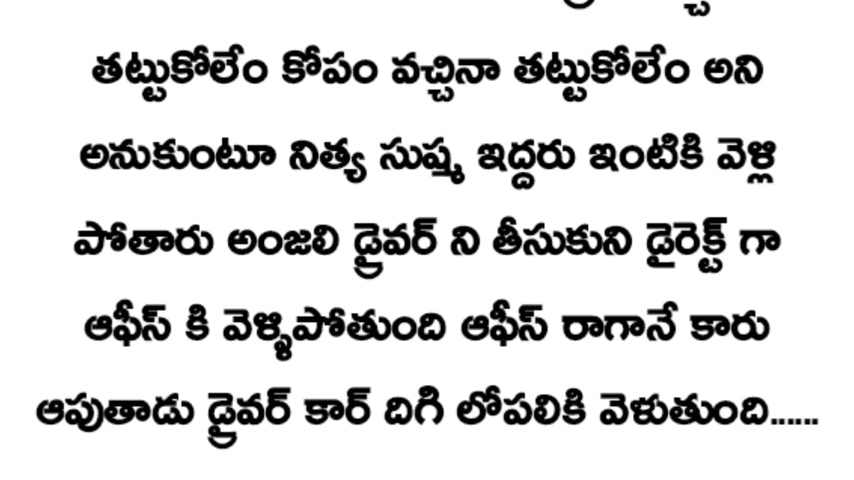 తట్టుకోలేం కోపం వచ్చినా తట్టుకోలేం అని
అనుకుంటూ నిత్య సుష్మ ఇద్దరు ఇంటికి వెళ్లి
పోతారు అంజలి డ్రైవర్ ని తీసుకుని డైరెక్ట్ గా
ఆఫీస్ కి వెళ్ళిపోతుంది ఆఫీస్ రాగానే కారు
ఆపుతాడు డ్రైవర్ కార్ దిగి లోపలికి వెళుతుంది......